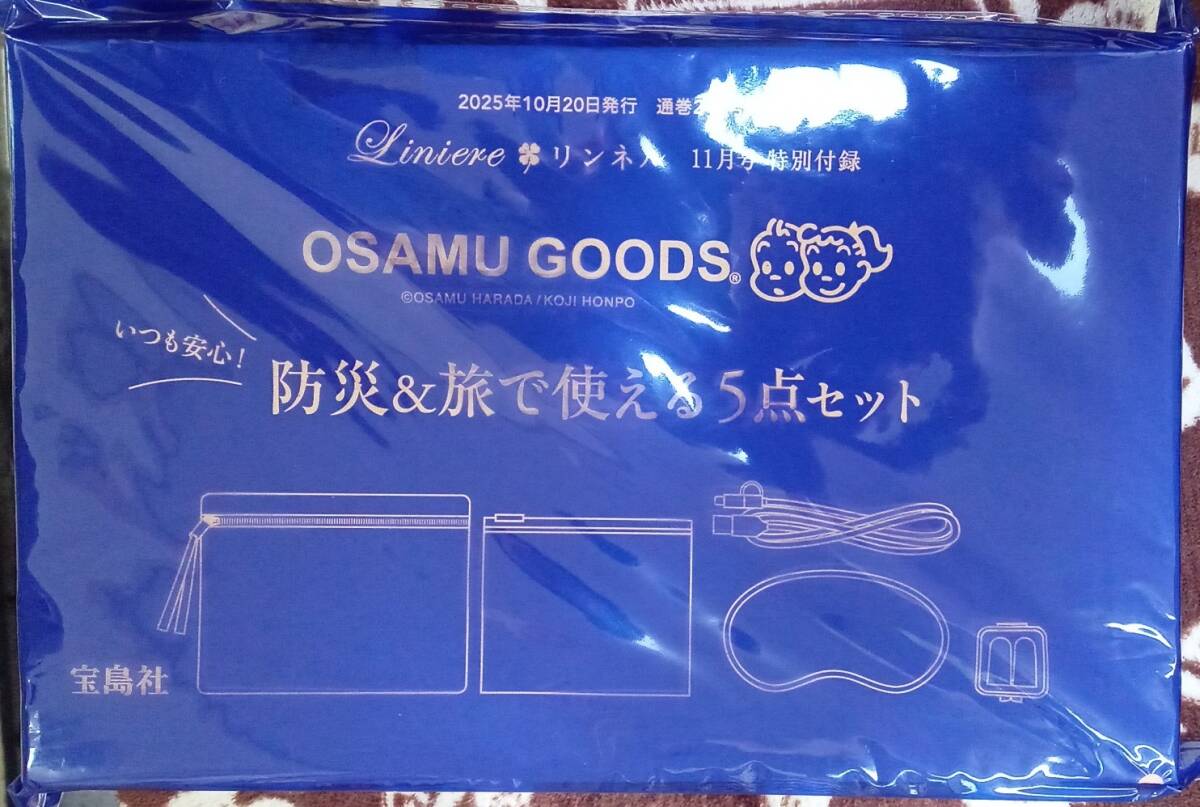 2025年10月20日発行 通巻2
Liniere リンネル 11月号 特別付録
OSAMU GOODS®
©OSAMU HARADA / KOJI HONPO
いつも安心!
防災&旅で使える5点セット
宝島社